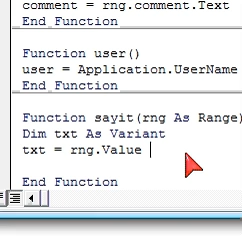 comment = rng.comment.Text
End Function
Function user()
user = Application.UserName
End Function
Function sayit(rng As Range)
Dim txt As Variant
txt = rng.Value
End Function